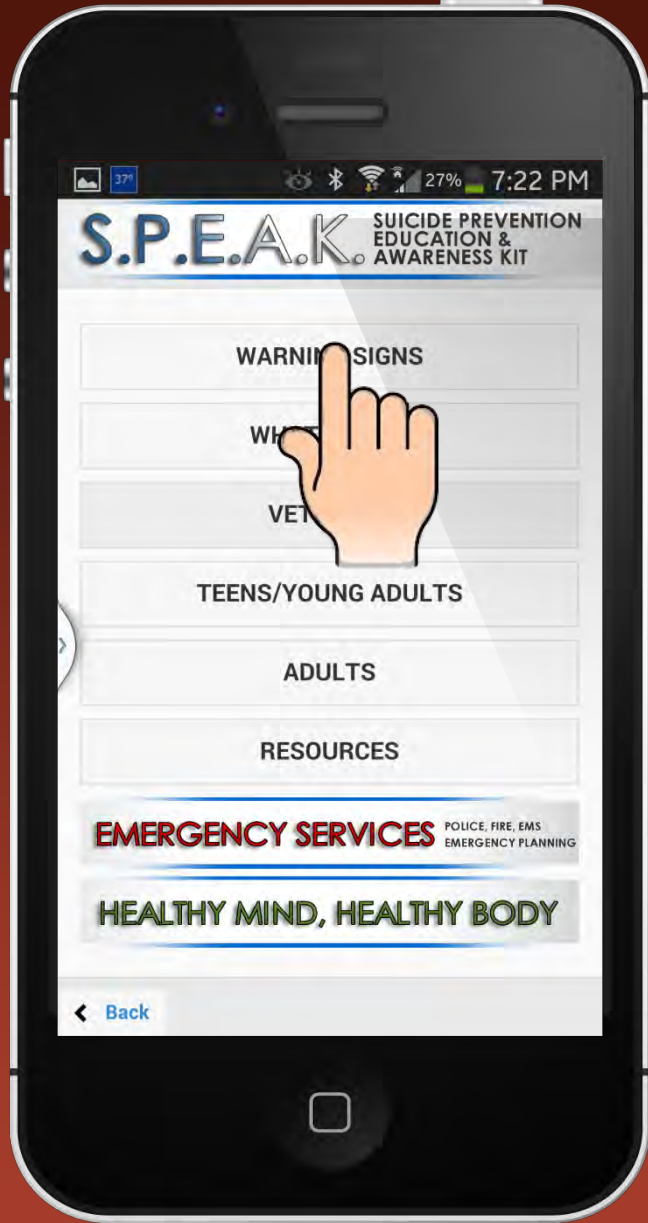 37°
27% 7:22 PM
S.P.E.A.K. SUICIDE PREVENTION
EDUCATION &
AWARENESS KIT
WARNING SIGNS
TEENS/YOUNG ADULTS
ADULTS
RESOURCES
EMERGENCY SERVICES POLICE, FIRE, EMS
EMERGENCY PLANNING
HEALTHY MIND, HEALTHY BODY
Back